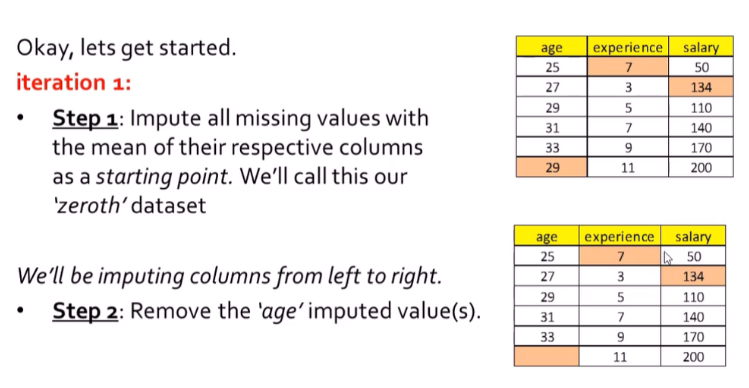 Okay, lets get started.
iteration 1:
• Step 1: Impute all missing values with
the mean of their respective columns
as a starting point. We'll call this our
'zeroth' dataset
age experience salary
25 7 50
27 3 134
29 5 110
31 7 140
33 9 170
29 11 200
We'll be imputing columns from left to right.
• Step 2: Remove the 'age' imputed value(s).
age experience salary
25 7 50
27 3 134
29 5 110
31 7 140
33 9 170
11 200